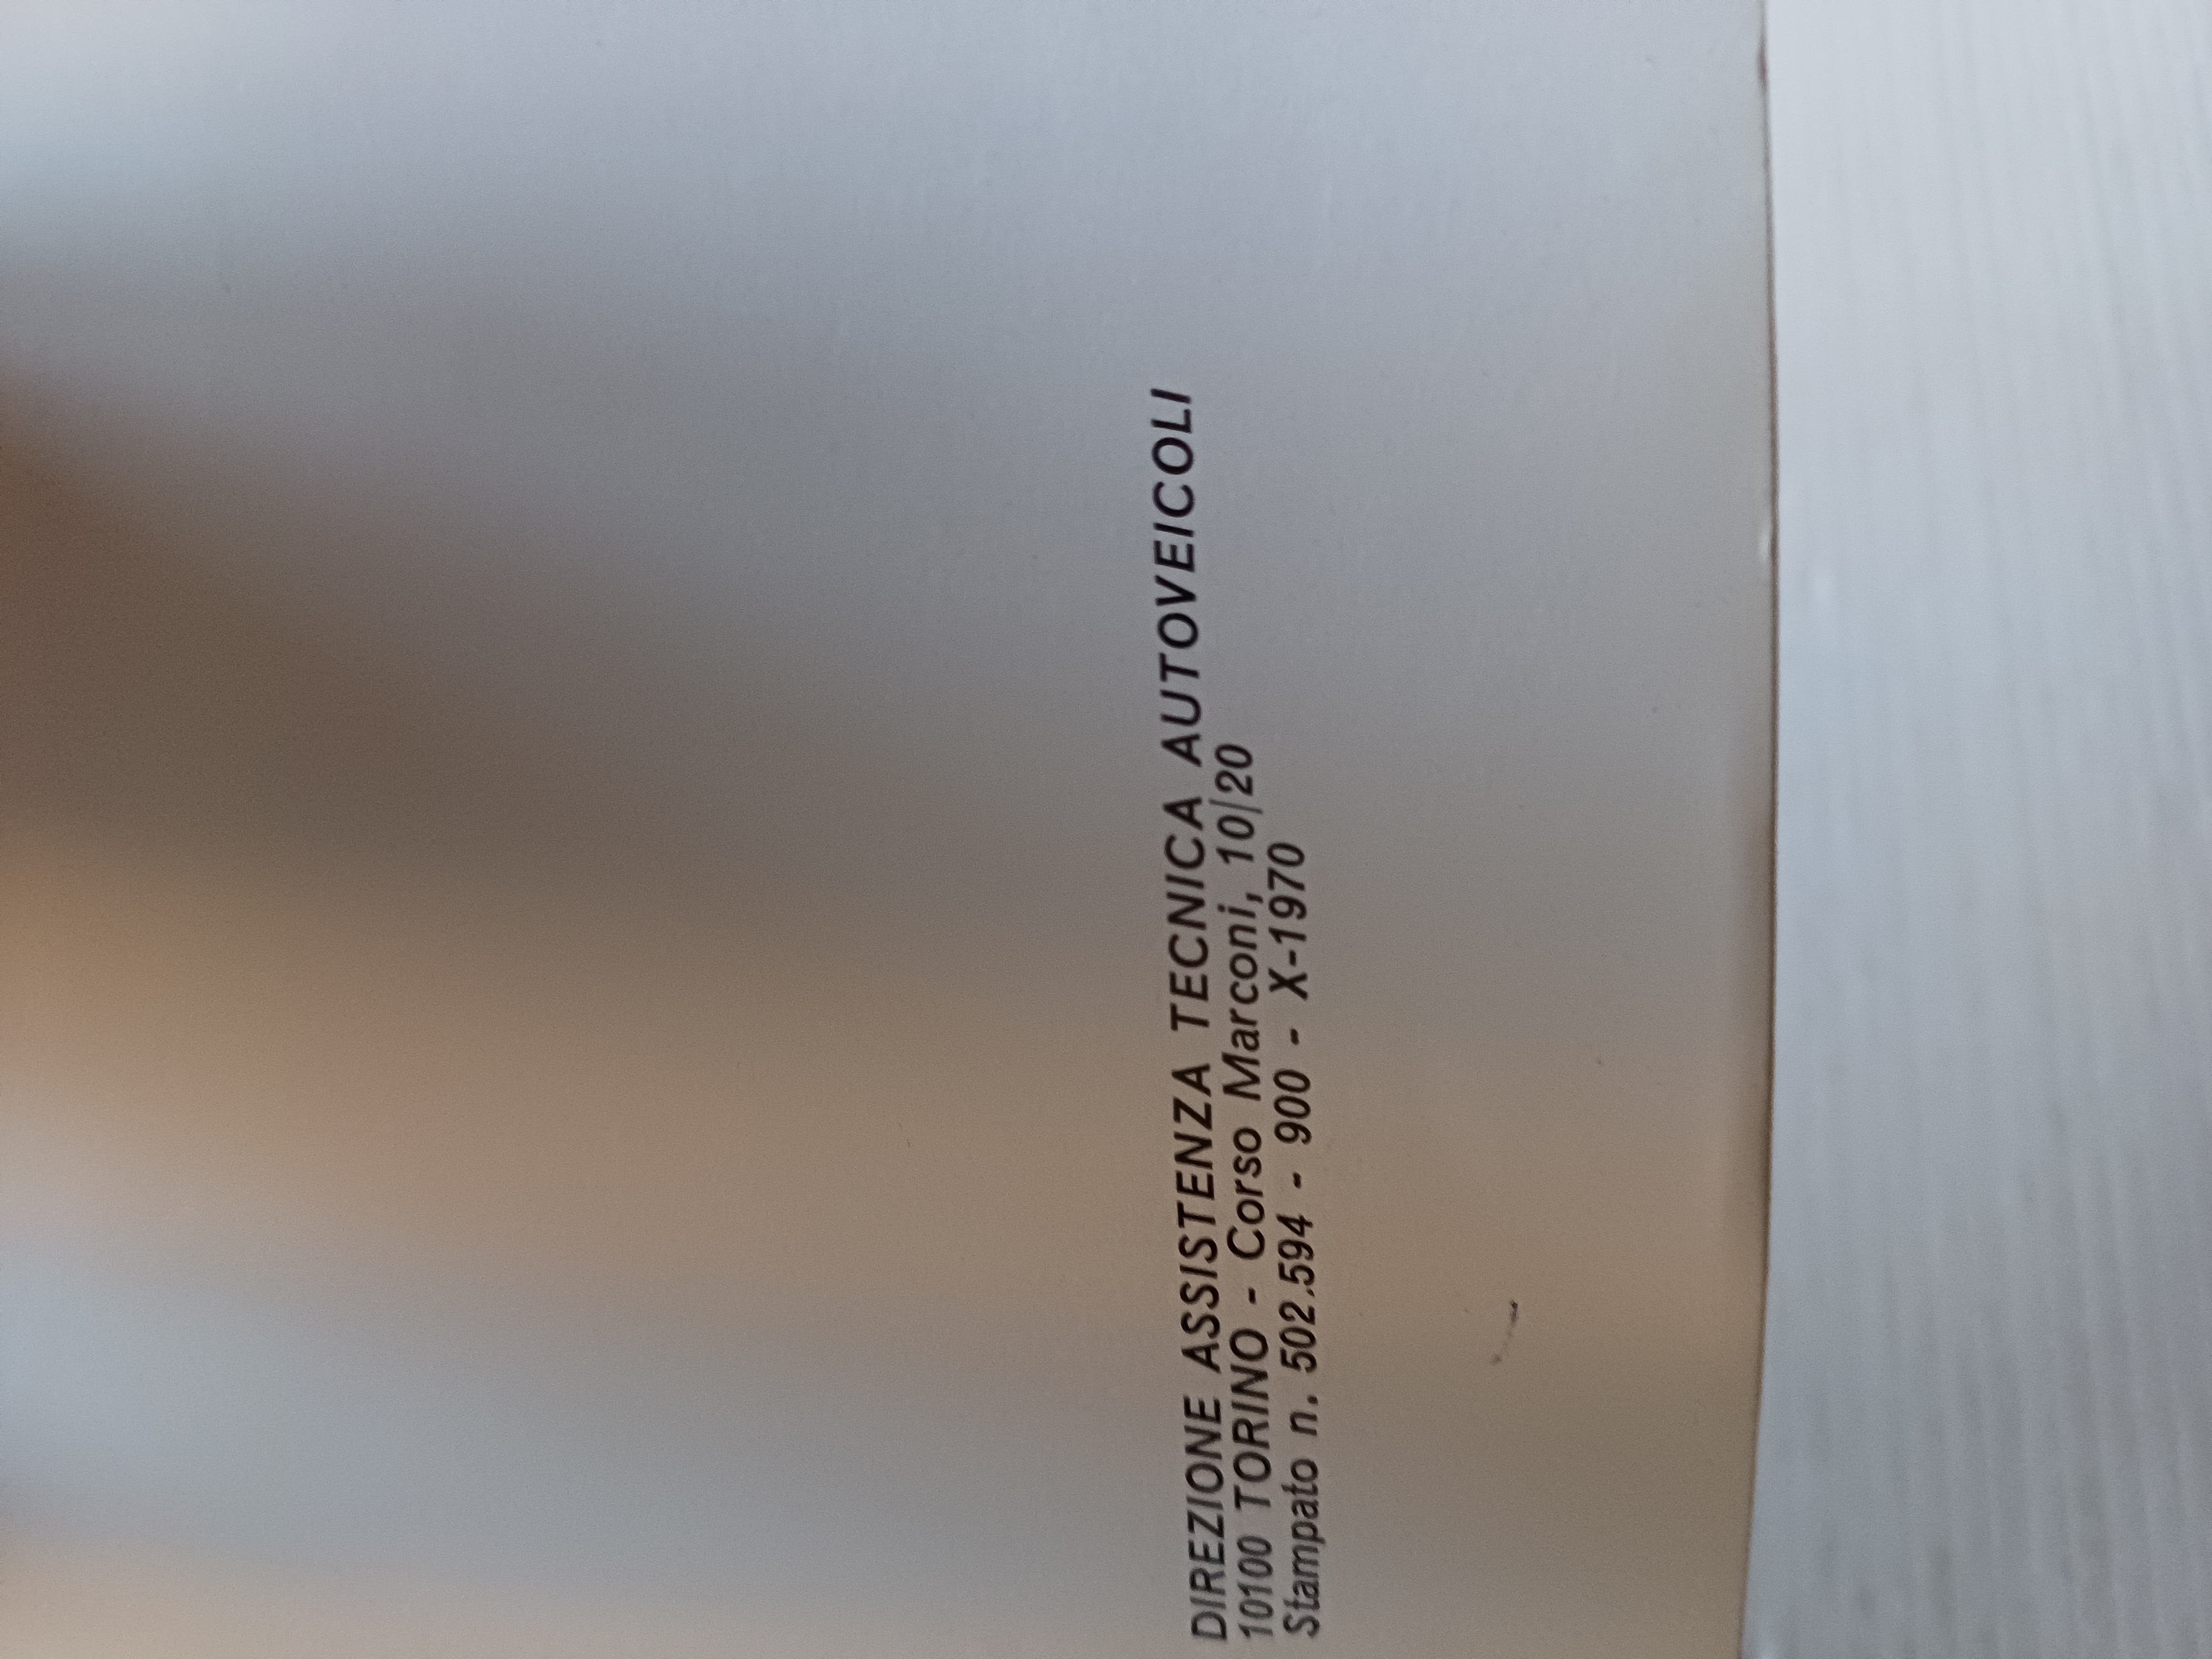 DIREZIONE ASSISTENZA TECNICA AUTOVEICOLI
10100 TORINO - Corso Marconi, 10/20
Stampato n. 502.594 - 900 - X-1970